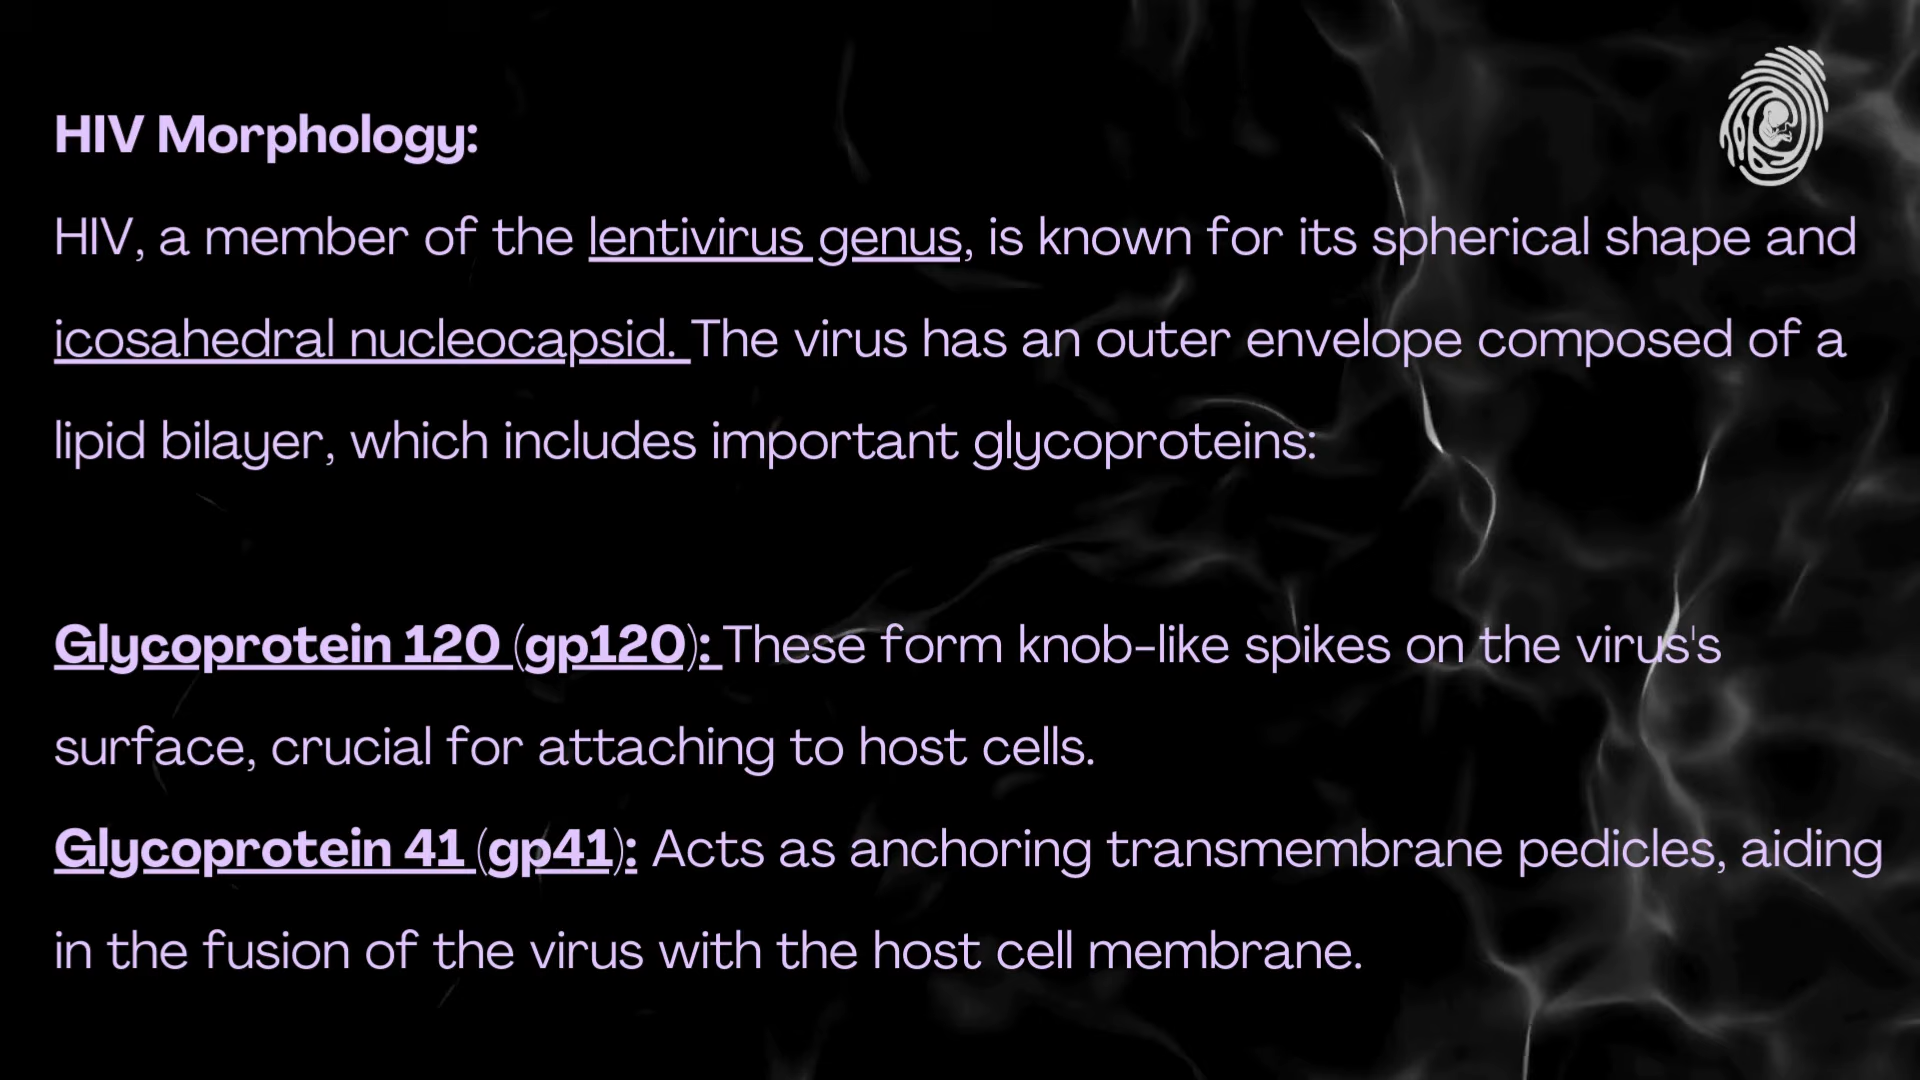 HIV Morphology:
HIV, a member of the lentivirus genus, is known for its spherical shape and
icosahedral nucleocapsid. The virus has an outer envelope composed of a
lipid bilayer, which includes important glycoproteins:
Glycoprotein 120 (gp120): These form knob-like spikes on the virus's
surface, crucial for attaching to host cells.
Glycoprotein 41 (gp41): Acts as anchoring transmembrane pedicles, aiding
in the fusion of the virus with the host cell membrane.